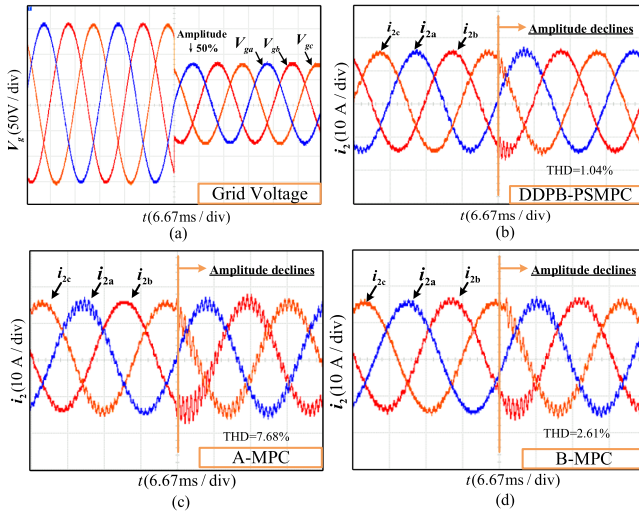 V_g (50V / div)
Amplitude
↓ 50%
V_ga
V_gb
V_gc
Grid Voltage
t(6.67ms / div)
(a)
i_2 (10 A / div)
i_2c
i_2a
i_2b
Amplitude declines
THD=1.04%
DDPB-PSMPC
t(6.67ms / div)
(b)
i_2 (10 A / div)
i_2c
i_2a
i_2b
Amplitude declines
THD=7.68%
A-MPC
t(6.67ms / div)
(c)
i_2 (10 A / div)
i_2c
i_2a
i_2b
Amplitude declines
THD=2.61%
B-MPC
t(6.67ms / div)
(d)